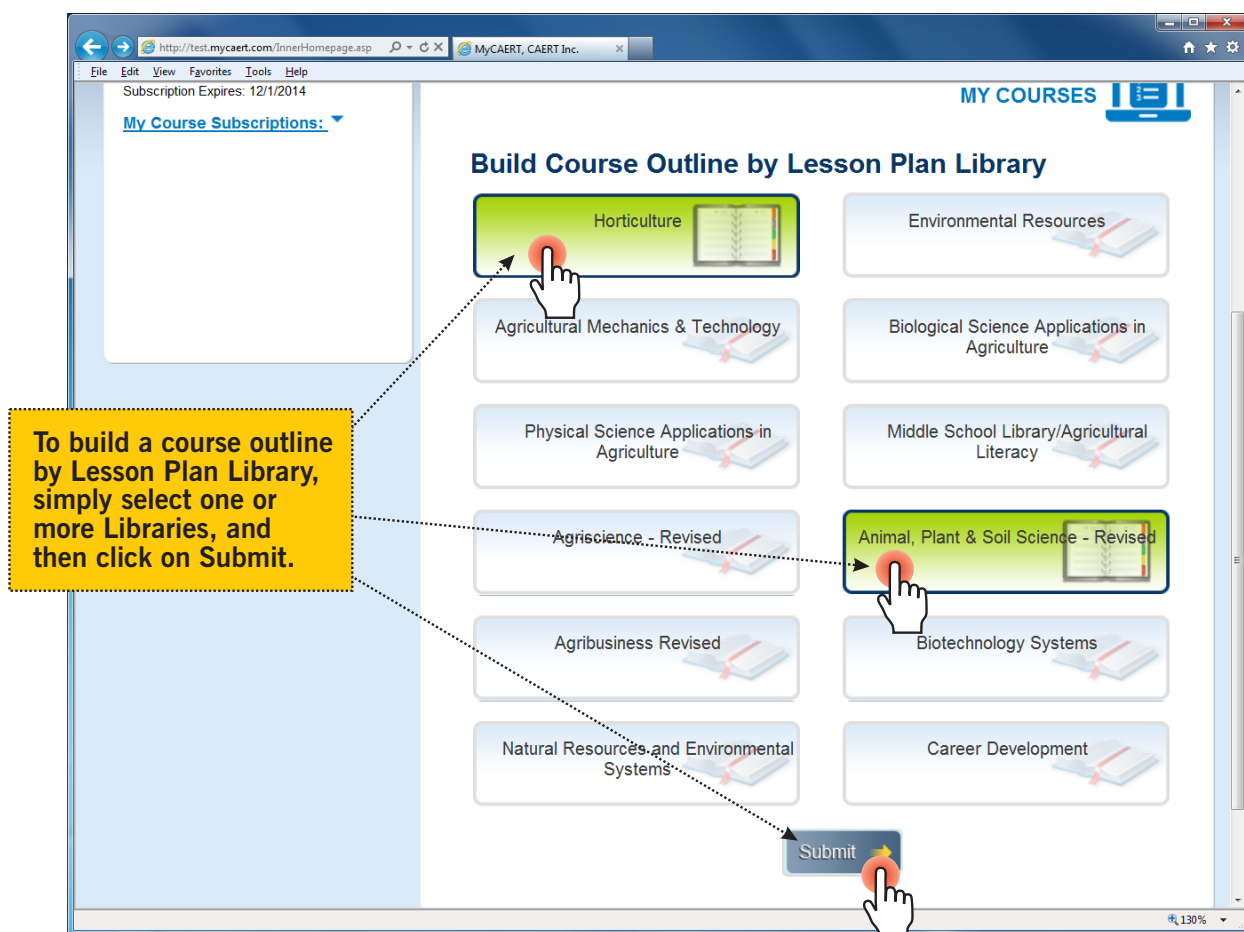 http://test.mycaert.com/InnerHomepage.asp
MyCAERT, CAERT Inc.
File Edit View Favorites Tools Help
Subscription Expires: 12/1/2014
My Course Subscriptions:
MY COURSES
Build Course Outline by Lesson Plan Library
Horticulture
Environmental Resources
Agricultural Mechanics & Technology
Biological Science Applications in
Agriculture
Physical Science Applications in
Agriculture
Middle School Library/Agricultural
Literacy
To build a course outline
by Lesson Plan Library,
simply select one or
more Libraries, and
then click on Submit.
Agriscience - Revised
Animal, Plant & Soil Science - Revised
Agribusiness Revised
Biotechnology Systems
Natural Resources and Environmental
Systems
Career Development
Submit
130%